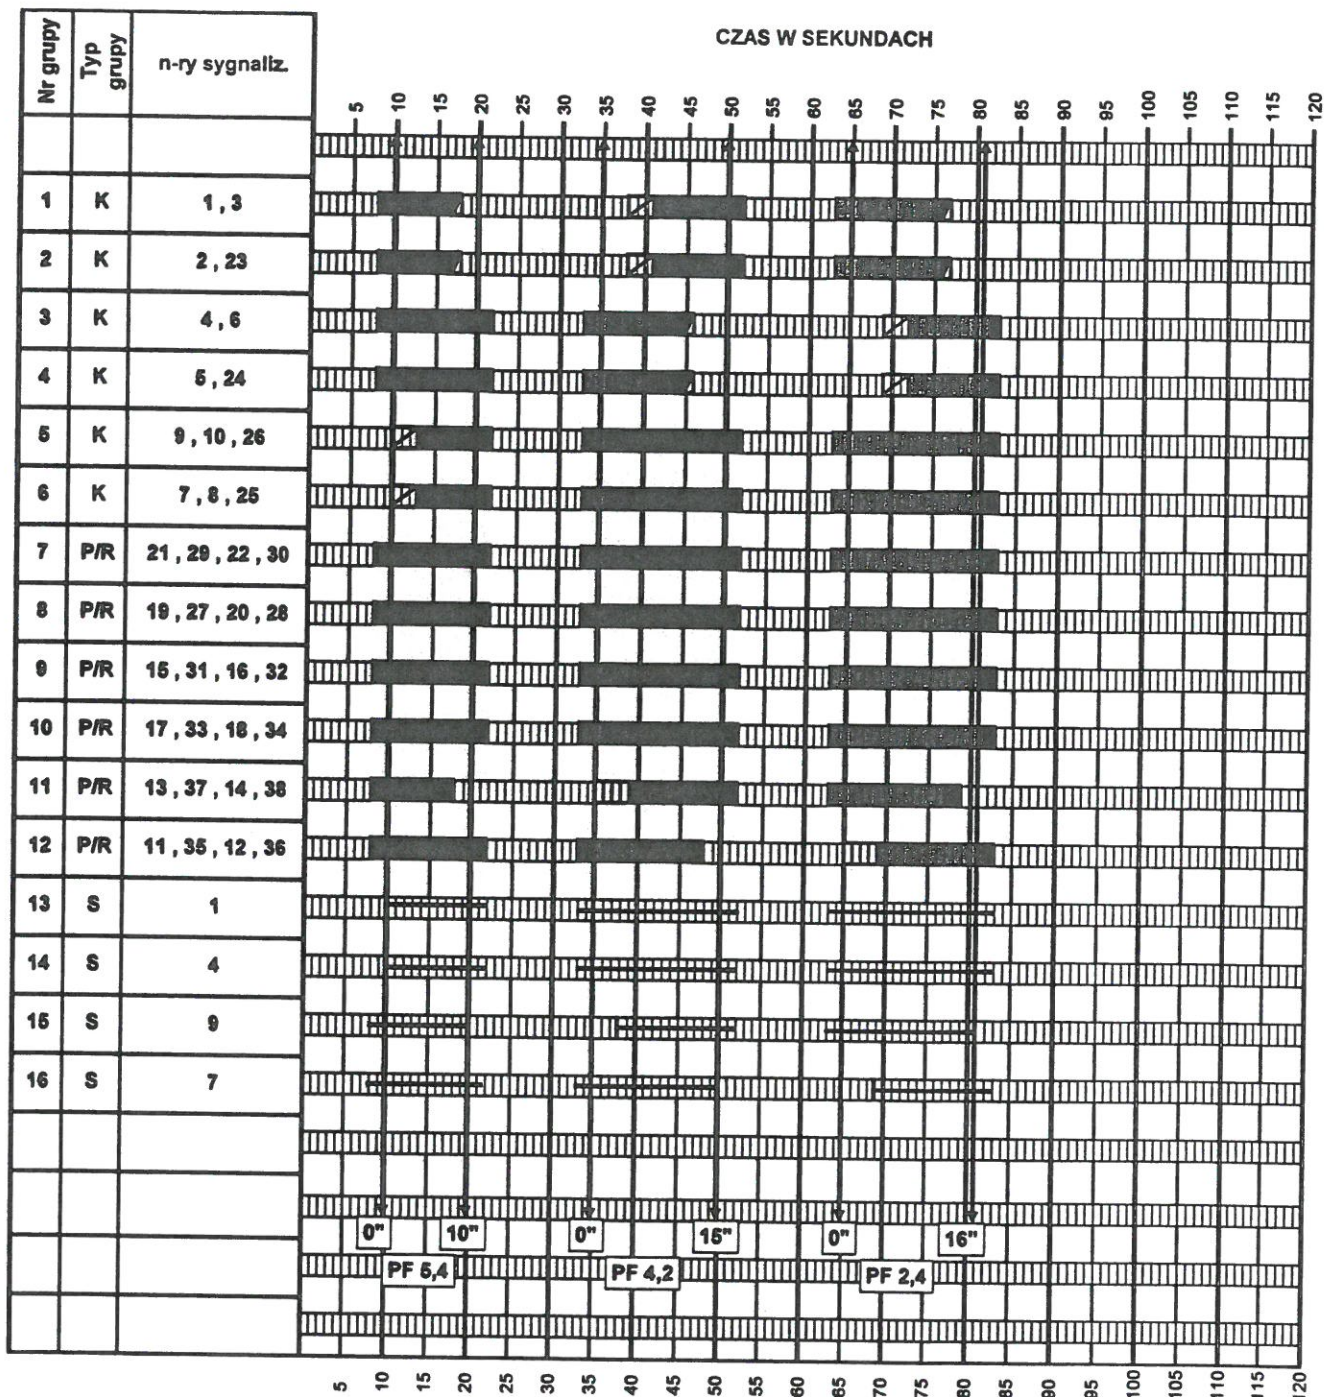 CZAS W SEKUNDACH
Nr grupy Typ grupy n-ry sygnaliz.
5 10 15 20 25 30 35 40 45 50 55 60 65 70 75 80 85 90 95 100 105 110 115 120
1 K 1 , 3
2 K 2 , 23
3 K 4 , 6
4 K 5 , 24
5 K 9 , 10 , 26
6 K 7 , 8 , 25
7 P/R 21 , 29 , 22 , 30
8 P/R 19 , 27 , 20 , 28
9 P/R 15 , 31 , 16 , 32
10 P/R 17 , 33 , 18 , 34
11 P/R 13 , 37 , 14 , 38
12 P/R 11 , 35 , 12 , 36
13 S 1
14 S 4
15 S 9
16 S 7
0" 10" 0" 15" 0" 16"
PF 5,4 PF 4,2 PF 2,4
5 10 15 20 25 30 35 40 45 50 55 60 65 70 75 80 85 90 95 100 105 110 115 120